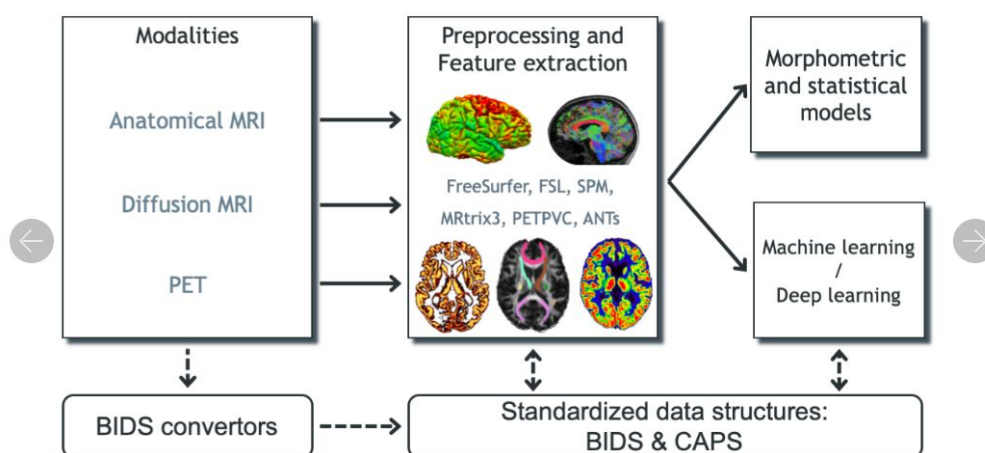 Modalities
Anatomical MRI
Diffusion MRI
PET
Preprocessing and
Feature extraction
FreeSurfer, FSL, SPM,
MRtrix3, PETPVC, ANTs
Morphometric
and statistical
models
Machine learning
/
Deep learning
BIDS convertors
Standardized data structures:
BIDS & CAPS